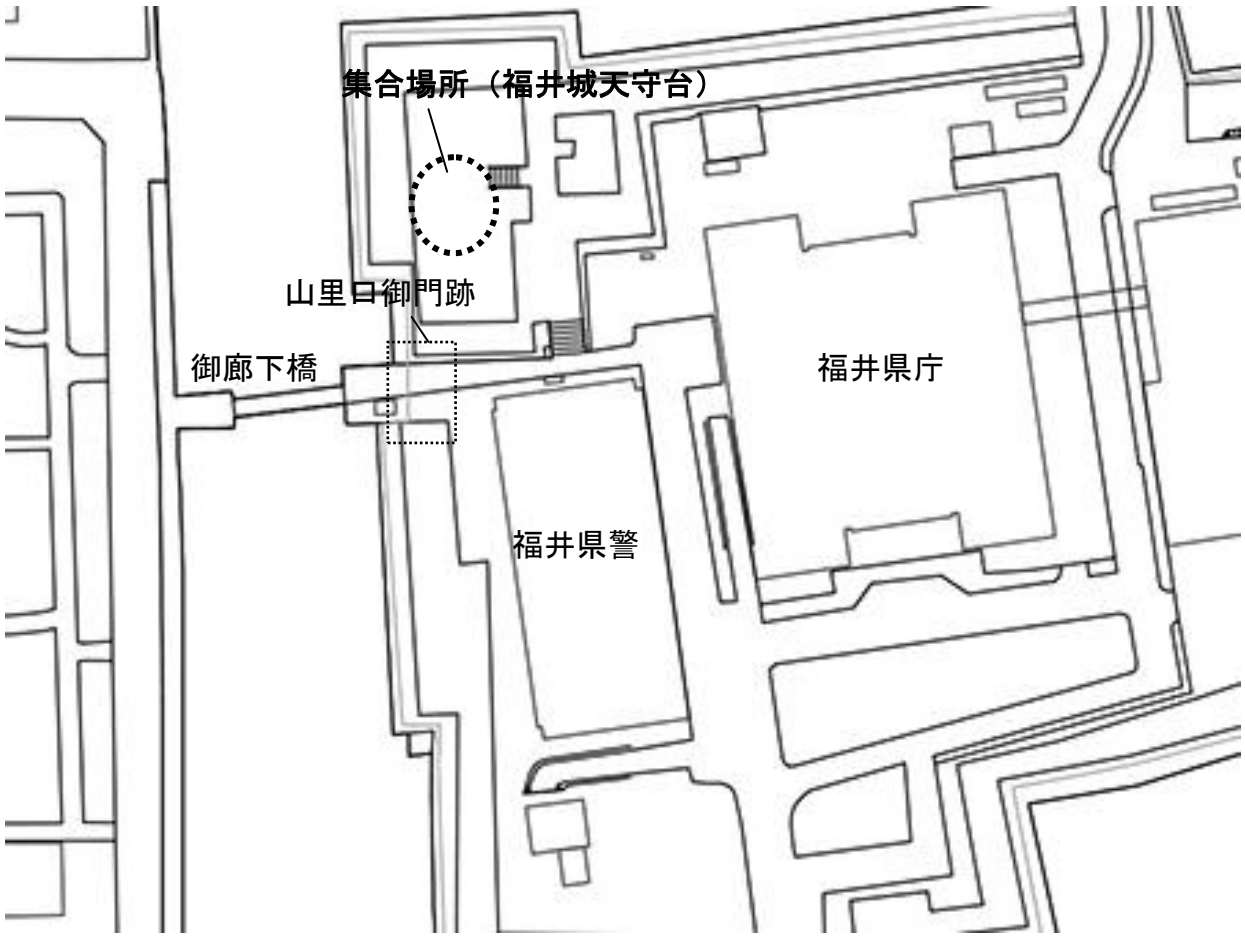 集合場所（福井城天守台）
山里口御門跡
御廊下橋
福井県庁
福井県警